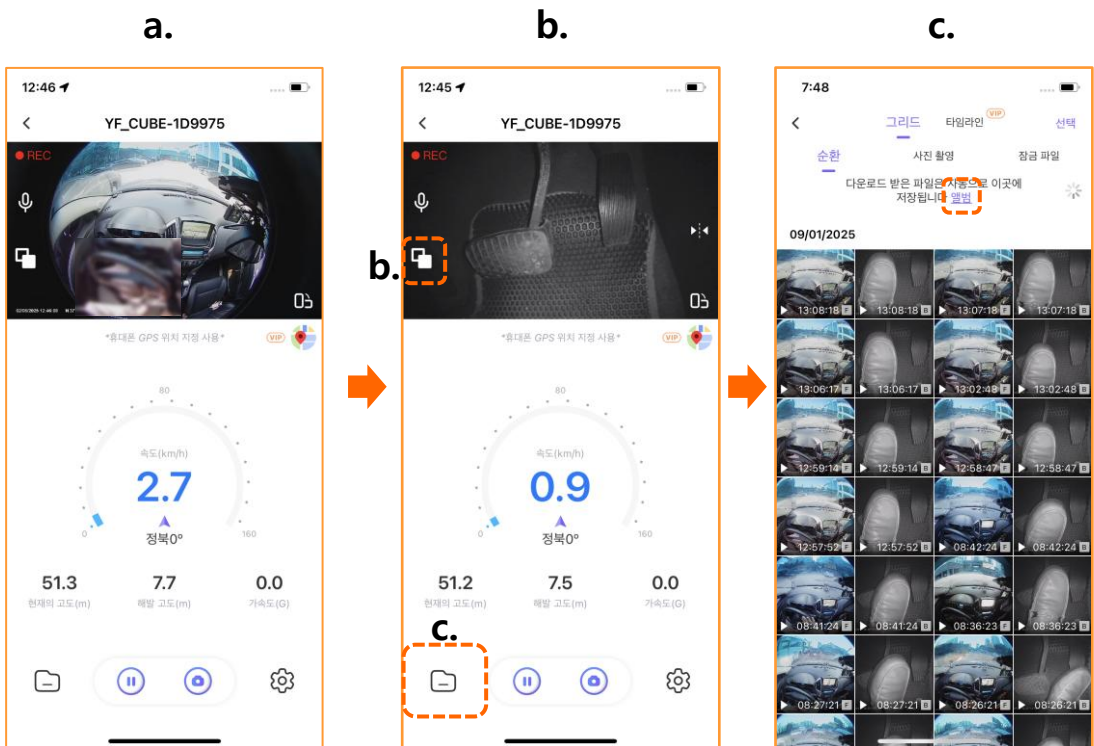 a.
12:46
YF_CUBE-1D9975
REC
*휴대폰 GPS 위치 지정 사용*
VIP
80
속도(km/h)
2.7
0
160
정북0°
51.3 7.7 0.0
현재의 고도(m) 해발 고도(m) 가속도(G)
b.
12:45
YF_CUBE-1D9975
REC
b.
*휴대폰 GPS 위치 지정 사용*
VIP
80
속도(km/h)
0.9
0
160
정북0°
51.2 7.5 0.0
현재의 고도(m) 해발 고도(m) 가속도(G)
c.
c.
7:48
그리드 타임라인 VIP 선택
순환 사진 촬영 잠금 파일
다운로드 받은 파일은 자동으로 이곳에
저장됩니다 앨범
09/01/2025
13:08:18 F 13:08:18 B 13:07:18 F 13:07:18 B
13:06:17 F 13:06:17 B 13:02:48 F 13:02:48 B
12:59:14 F 12:59:14 B 12:58:47 F 12:58:47 B
12:57:52 F 12:57:52 B 08:42:24 F 08:42:24 B
08:41:24 F 08:41:24 B 08:36:23 F 08:36:23 B
08:27:21 F 08:27:21 B 08:26:21 F 08:26:21 B